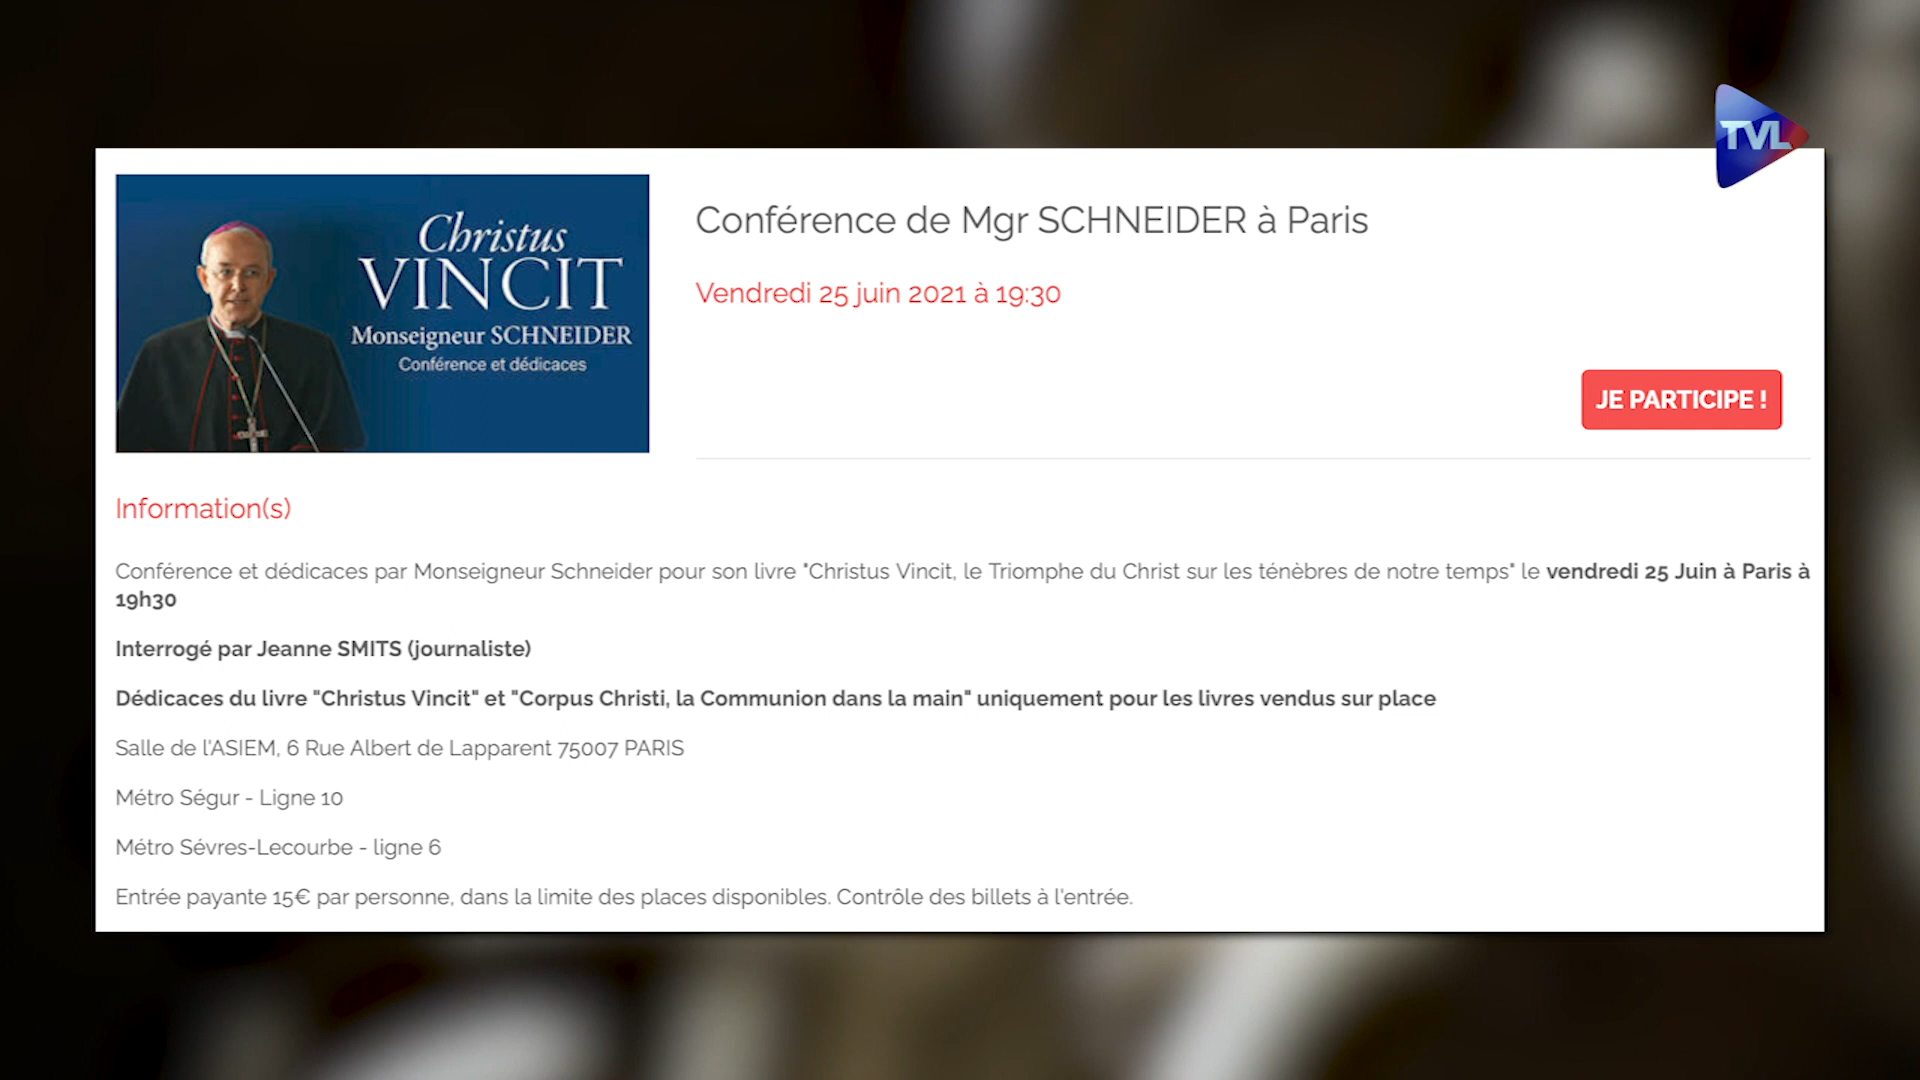 TVL
Christus
VINCIT
Monseigneur SCHNEIDER
Conférence et dédicaces
Conférence de Mgr SCHNEIDER à Paris
Vendredi 25 juin 2021 à 19:30
JE PARTICIPE !
Information(s)
Conférence et dédicaces par Monseigneur Schneider pour son livre "Christus Vincit, le Triomphe du Christ sur les ténèbres de notre temps" le vendredi 25 Juin à Paris à
19h30
Interrogé par Jeanne SMITS (journaliste)
Dédicaces du livre "Christus Vincit" et "Corpus Christi, la Communion dans la main" uniquement pour les livres vendus sur place
Salle de l'ASIEM, 6 Rue Albert de Lapparent 75007 PARIS
Métro Ségur - Ligne 10
Métro Sévres-Lecourbe - ligne 6
Entrée payante 15€ par personne, dans la limite des places disponibles. Contrôle des billets à l'entrée.